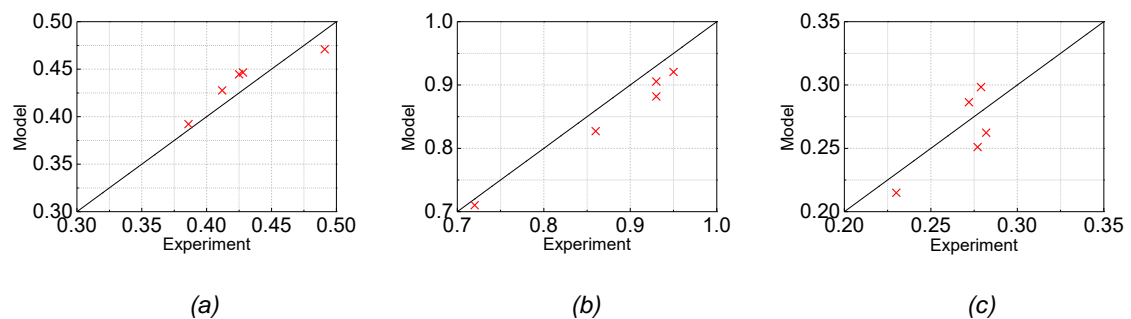 0.50
0.45
0.40
0.35
0.30
Model
0.30 0.35 0.40 0.45 0.50
Experiment
(a)
1.0
0.9
0.8
0.7
Model
0.7 0.8 0.9 1.0
Experiment
(b)
0.35
0.30
0.25
0.20
Model
0.20 0.25 0.30 0.35
Experiment
(c)